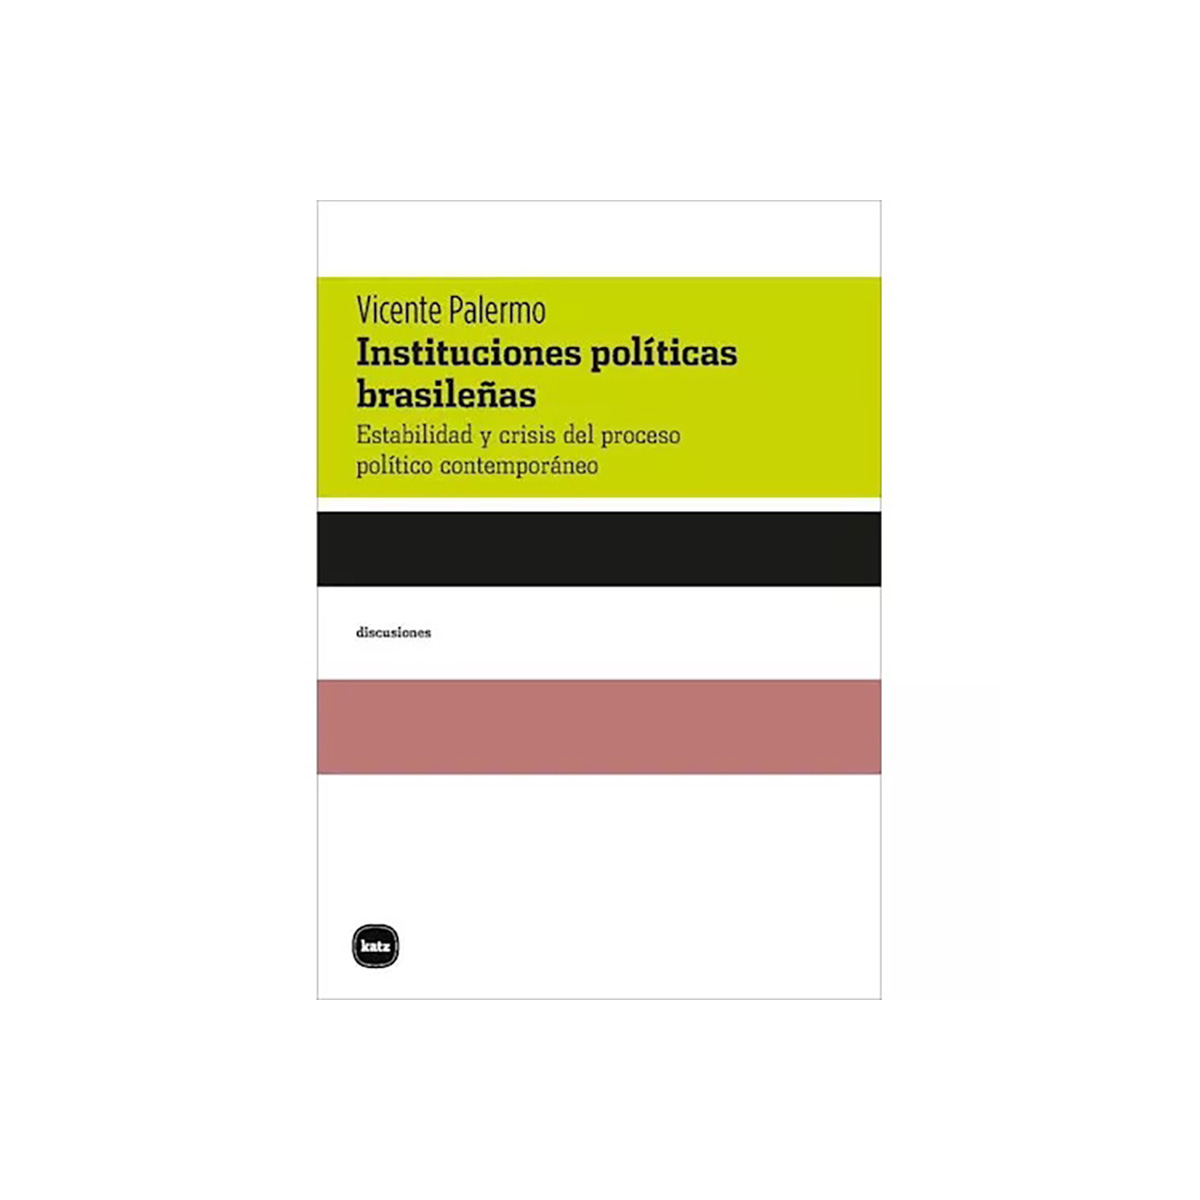 Vicente Palermo
Instituciones políticas
brasileñas
Estabilidad y crisis del proceso
político contemporáneo
discusiones
katz